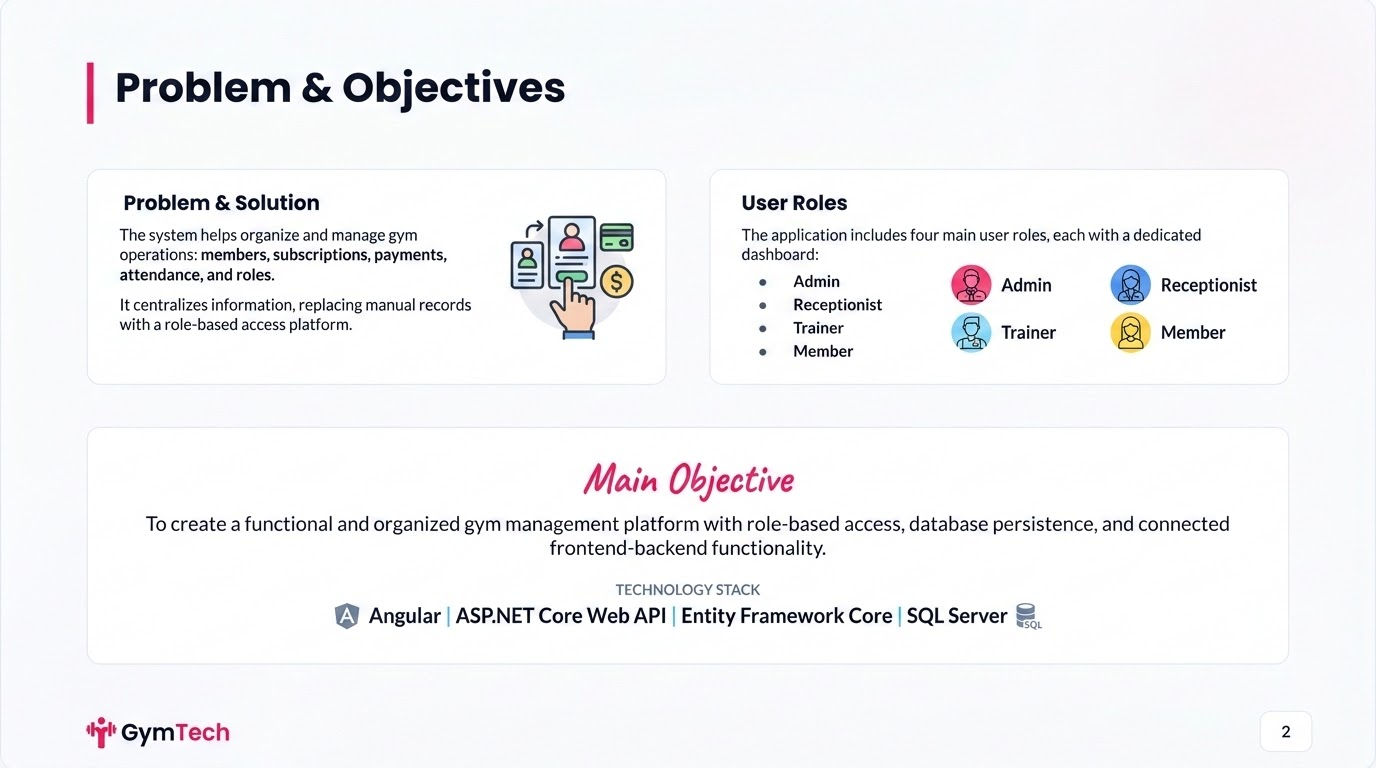 Problem & Objectives
Problem & Solution
The system helps organize and manage gym
operations: members, subscriptions, payments,
attendance, and roles.
It centralizes information, replacing manual records
with a role-based access platform.
$
User Roles
The application includes four main user roles, each with a dedicated
dashboard:
• Admin
• Receptionist
• Trainer
• Member
Admin
Receptionist
Trainer
Member
Main Objective
To create a functional and organized gym management platform with role-based access, database persistence, and connected
frontend-backend functionality.
TECHNOLOGY STACK
A Angular | ASP.NET Core Web API | Entity Framework Core | SQL Server SQL
GymTech
2